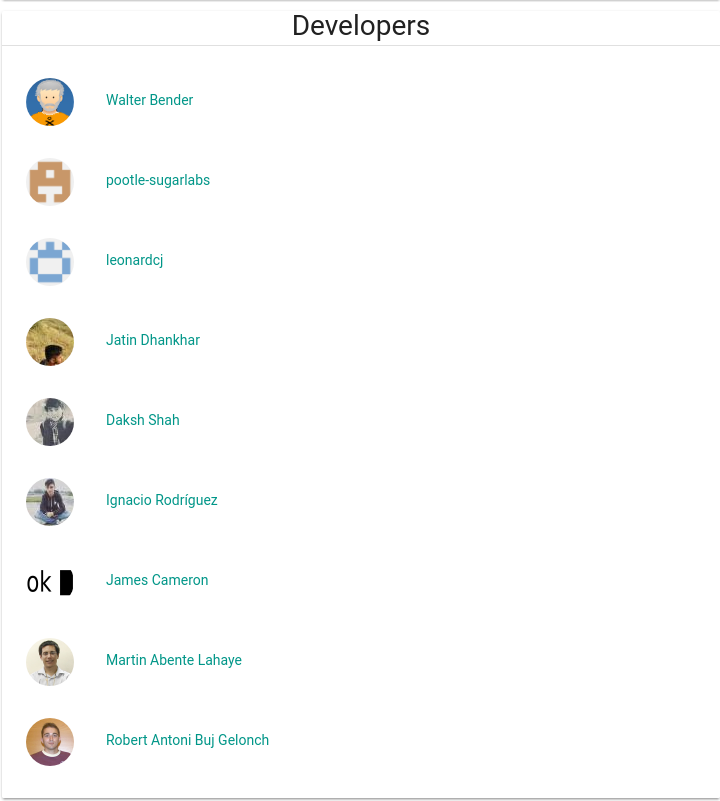 Developers
Walter Bender
pootle-sugarlabs
leonardcj
Jatin Dhankhar
Daksh Shah
Ignacio Rodríguez
ok
James Cameron
Martin Abente Lahaye
Robert Antoni Buj Gelonch